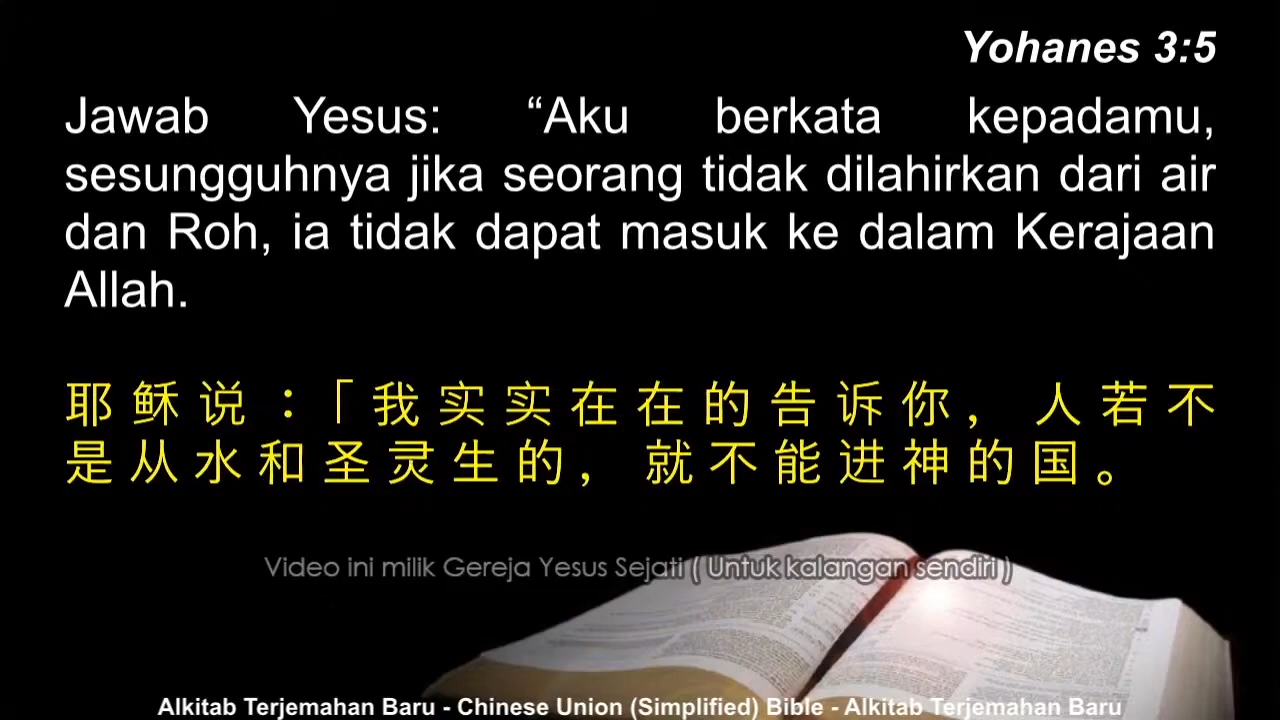 Yohanes 3:5
Jawab Yesus: “Aku berkata kepadamu,
sesungguhnya jika seorang tidak dilahirkan dari air
dan Roh, ia tidak dapat masuk ke dalam Kerajaan
Allah.
耶稣说：「我实实在在的告诉你，人若不
是从水和圣灵生的，就不能进神的国。
Video ini milik Gereja Yesus Sejati ( Untuk kalangan sendiri )
Alkitab Terjemahan Baru - Chinese Union (Simplified) Bible - Alkitab Terjemahan Baru